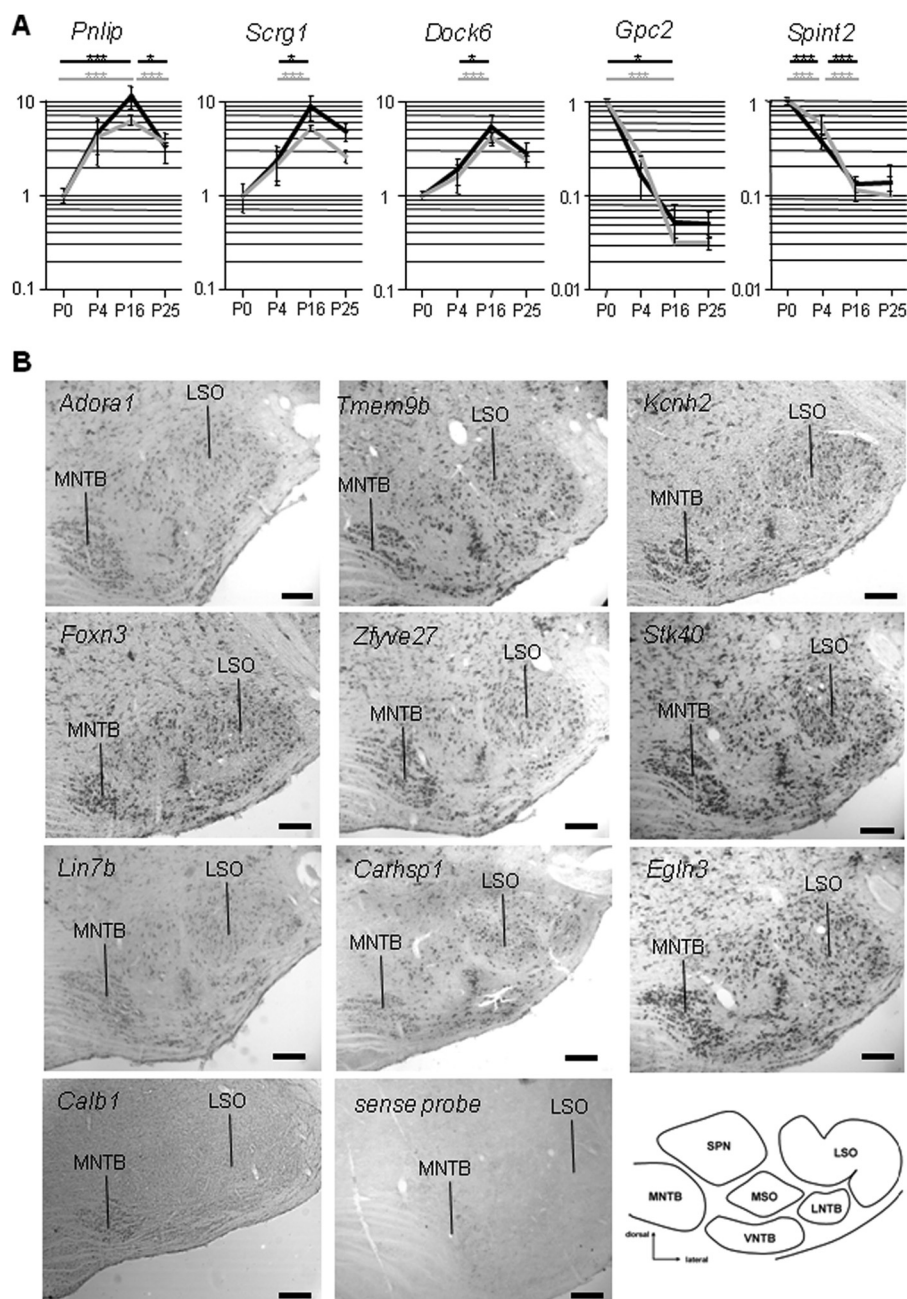 A
Pnlip Scrg1 Dock6 Gpc2 Spint2
*** * * * *** ***
*** * *** *** *** *** ***
10 10 10 1 1
1 1 1 0.1 0.1
0.1 0.1 0.1 0.01 0.01
P0 P4 P16 P25 P0 P4 P16 P25 P0 P4 P16 P25 P0 P4 P16 P25 P0 P4 P16 P25
B
Adora1 LSO MNTB
Tmem9b LSO MNTB
Kcnh2 LSO MNTB
Foxn3 LSO MNTB
Zfyve27 LSO MNTB
Stk40 LSO MNTB
Lin7b LSO MNTB
Carhsp1 LSO MNTB
Egln3 LSO MNTB
Calb1 LSO MNTB
sense probe LSO MNTB
SPN LSO
MNTB MSO LNTB
VNTB
dorsal
lateral